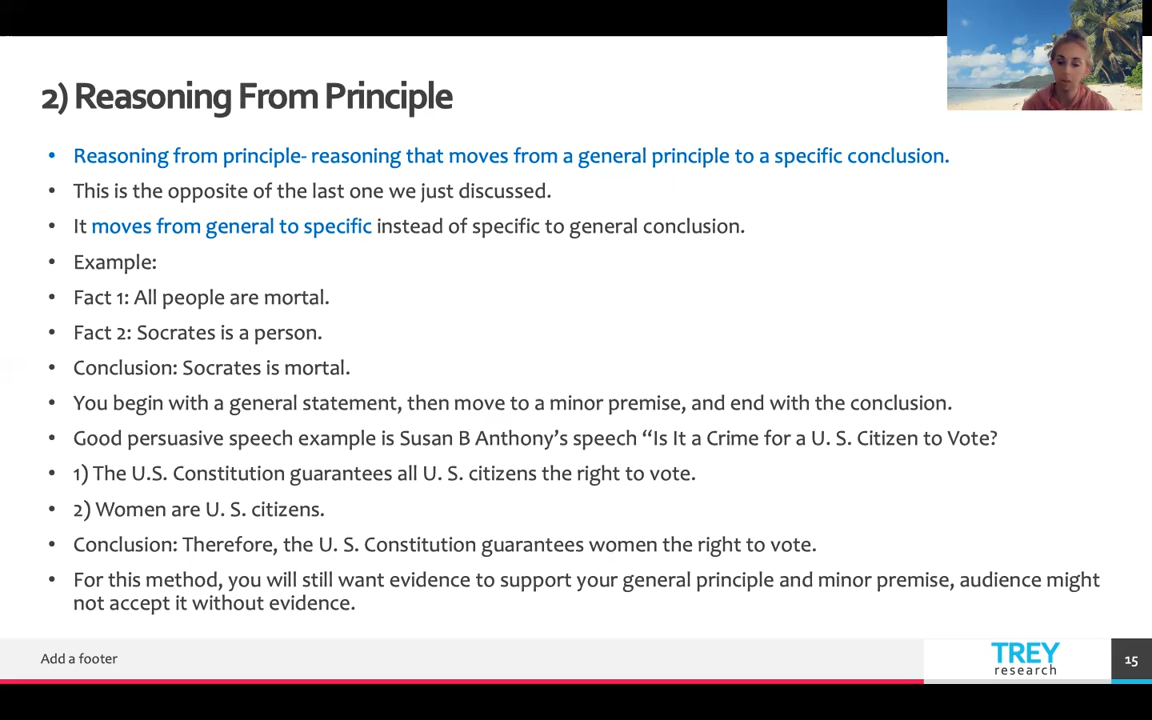 2) Reasoning From Principle
• Reasoning from principle- reasoning that moves from a general principle to a specific conclusion.
• This is the opposite of the last one we just discussed.
• It moves from general to specific instead of specific to general conclusion.
• Example:
• Fact 1: All people are mortal.
• Fact 2: Socrates is a person.
• Conclusion: Socrates is mortal.
• You begin with a general statement, then move to a minor premise, and end with the conclusion.
• Good persuasive speech example is Susan B Anthony’s speech “Is It a Crime for a U. S. Citizen to Vote?
• 1) The U.S. Constitution guarantees all U. S. citizens the right to vote.
• 2) Women are U. S. citizens.
• Conclusion: Therefore, the U. S. Constitution guarantees women the right to vote.
• For this method, you will still want evidence to support your general principle and minor premise, audience might
not accept it without evidence.
Add a footer
TREY
research
15